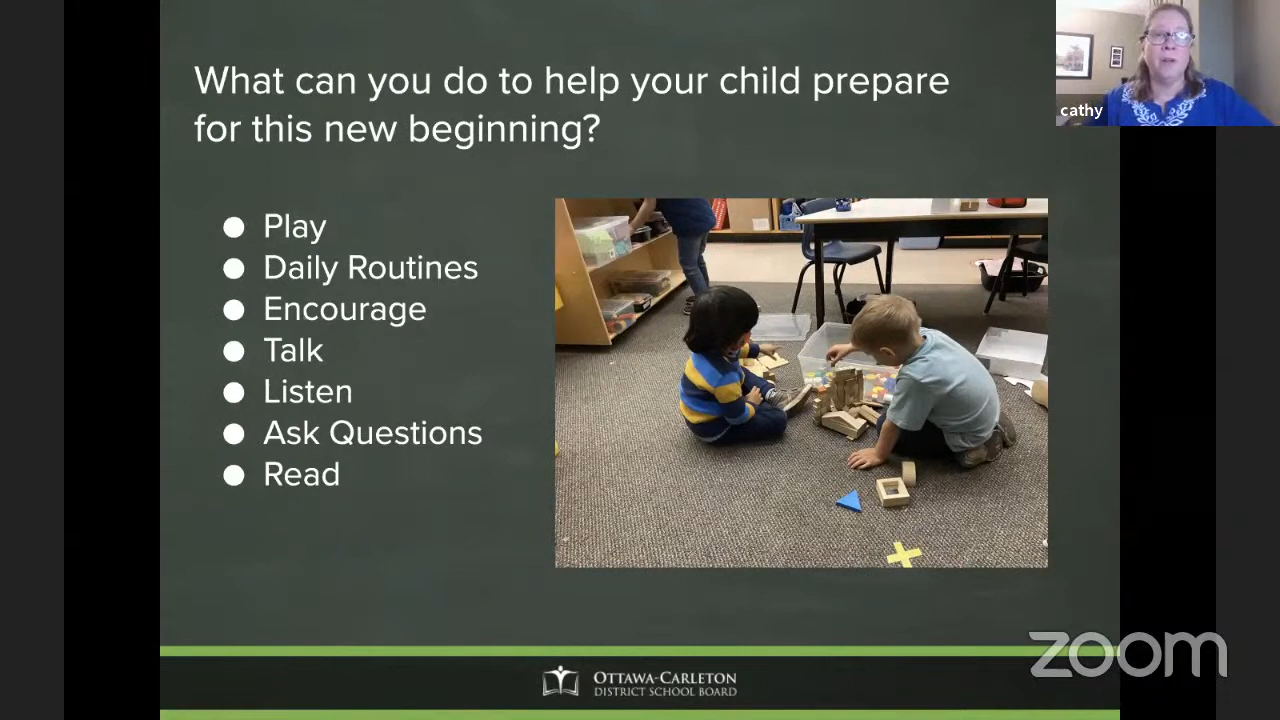 What can you do to help your child prepare
for this new beginning?
cathy
● Play
● Daily Routines
● Encourage
● Talk
● Listen
● Ask Questions
● Read
zoom
OTTAWA-CARLETON
DISTRICT SCHOOL BOARD